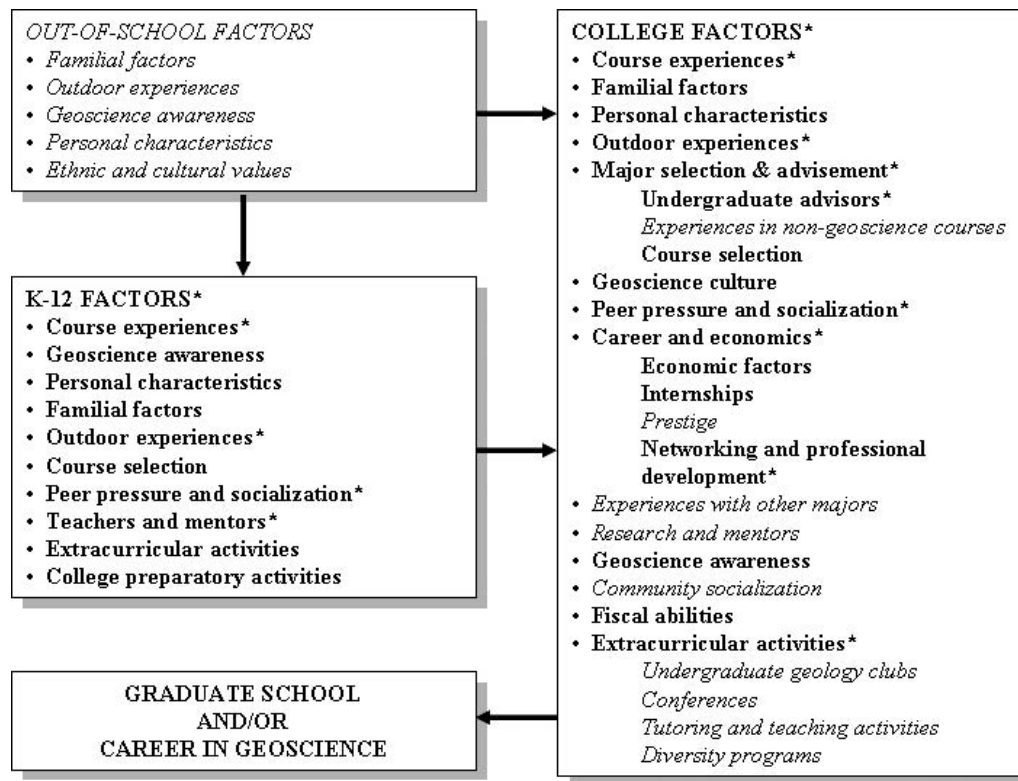 OUT-OF-SCHOOL FACTORS
• Familial factors
• Outdoor experiences
• Geoscience awareness
• Personal characteristics
• Ethnic and cultural values
K-12 FACTORS*
• Course experiences*
• Geoscience awareness
• Personal characteristics
• Familial factors
• Outdoor experiences*
• Course selection
• Peer pressure and socialization*
• Teachers and mentors*
• Extracurricular activities
• College preparatory activities
COLLEGE FACTORS*
• Course experiences*
• Familial factors
• Personal characteristics
• Outdoor experiences*
• Major selection & advisement*
Undergraduate advisors*
Experiences in non-geoscience courses
Course selection
• Geoscience culture
• Peer pressure and socialization*
• Career and economics*
Economic factors
Internships
Prestige
Networking and professional
development*
• Experiences with other majors
• Research and mentors
• Geoscience awareness
• Community socialization
• Fiscal abilities
• Extracurricular activities*
Undergraduate geology clubs
Conferences
Tutoring and teaching activities
Diversity programs
GRADUATE SCHOOL
AND/OR
CAREER IN GEOSCIENCE